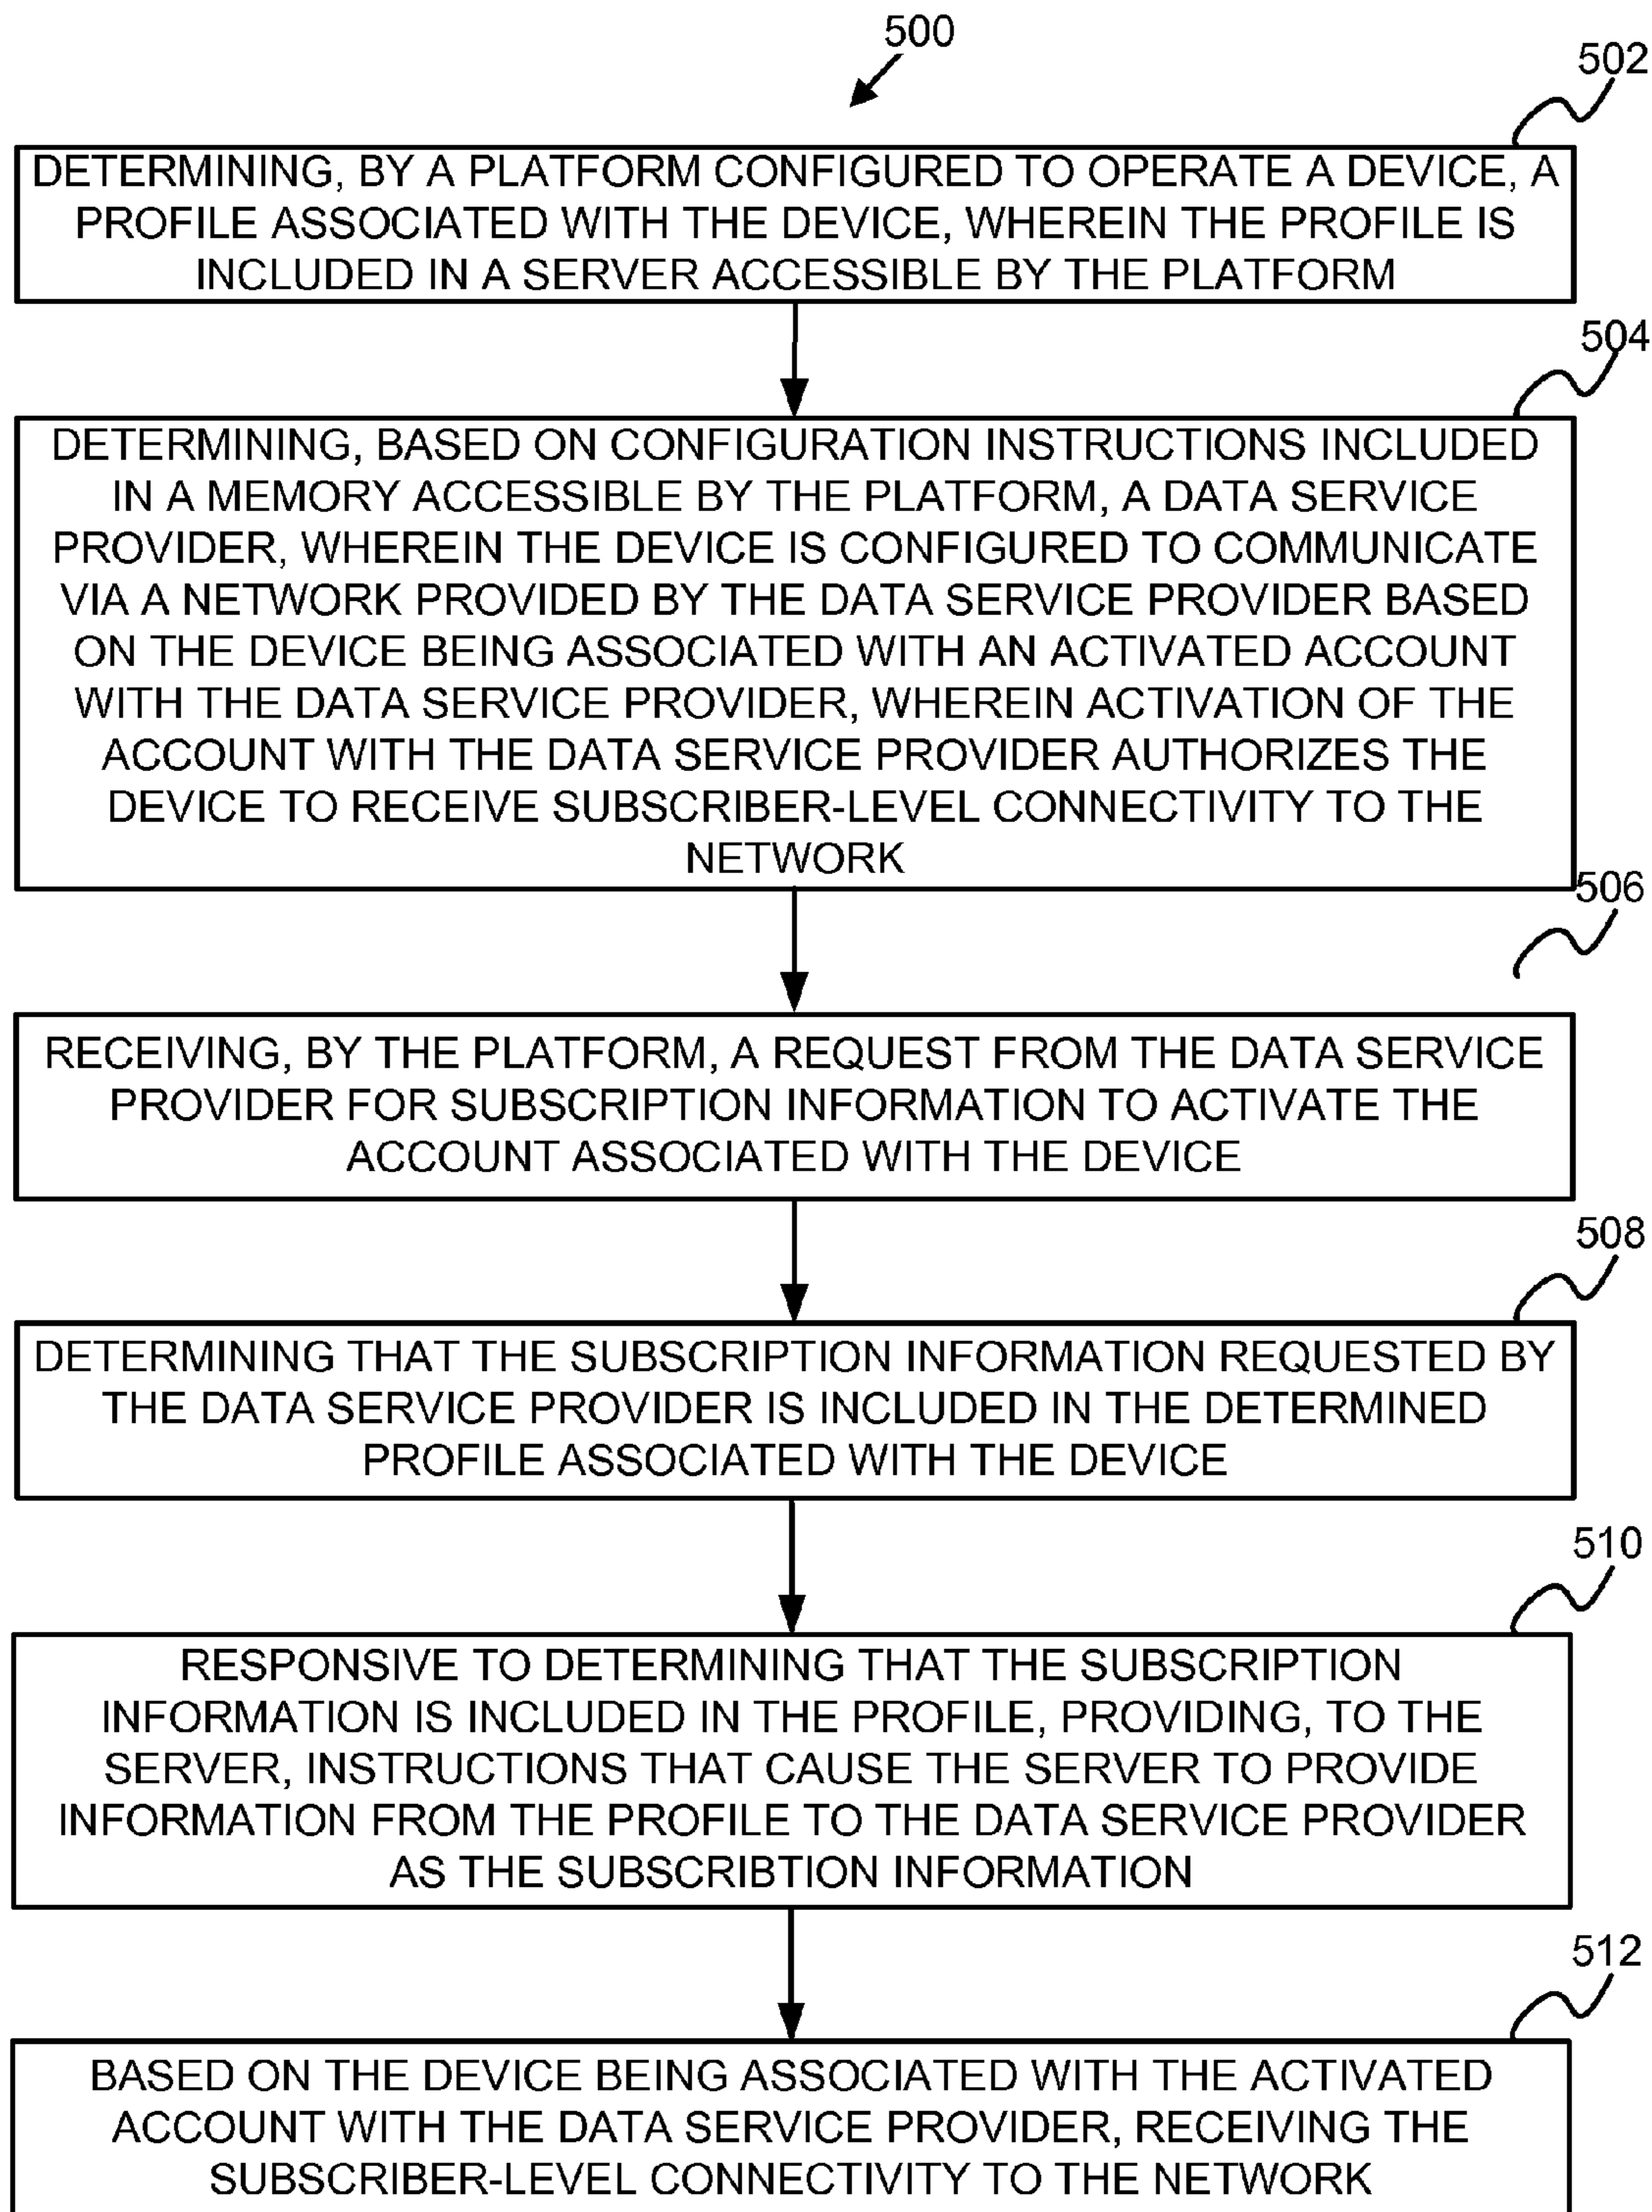 500
502
DETERMINING, BY A PLATFORM CONFIGURED TO OPERATE A DEVICE, A
PROFILE ASSOCIATED WITH THE DEVICE, WHEREIN THE PROFILE IS
INCLUDED IN A SERVER ACCESSIBLE BY THE PLATFORM
504
DETERMINING, BASED ON CONFIGURATION INSTRUCTIONS INCLUDED
IN A MEMORY ACCESSIBLE BY THE PLATFORM, A DATA SERVICE
PROVIDER, WHEREIN THE DEVICE IS CONFIGURED TO COMMUNICATE
VIA A NETWORK PROVIDED BY THE DATA SERVICE PROVIDER BASED
ON THE DEVICE BEING ASSOCIATED WITH AN ACTIVATED ACCOUNT
WITH THE DATA SERVICE PROVIDER, WHEREIN ACTIVATION OF THE
ACCOUNT WITH THE DATA SERVICE PROVIDER AUTHORIZES THE
DEVICE TO RECEIVE SUBSCRIBER-LEVEL CONNECTIVITY TO THE
NETWORK
506
RECEIVING, BY THE PLATFORM, A REQUEST FROM THE DATA SERVICE
PROVIDER FOR SUBSCRIPTION INFORMATION TO ACTIVATE THE
ACCOUNT ASSOCIATED WITH THE DEVICE
508
DETERMINING THAT THE SUBSCRIPTION INFORMATION REQUESTED BY
THE DATA SERVICE PROVIDER IS INCLUDED IN THE DETERMINED
PROFILE ASSOCIATED WITH THE DEVICE
510
RESPONSIVE TO DETERMINING THAT THE SUBSCRIPTION
INFORMATION IS INCLUDED IN THE PROFILE, PROVIDING, TO THE
SERVER, INSTRUCTIONS THAT CAUSE THE SERVER TO PROVIDE
INFORMATION FROM THE PROFILE TO THE DATA SERVICE PROVIDER
AS THE SUBSCRIBTION INFORMATION
512
BASED ON THE DEVICE BEING ASSOCIATED WITH THE ACTIVATED
ACCOUNT WITH THE DATA SERVICE PROVIDER, RECEIVING THE
SUBSCRIBER-LEVEL CONNECTIVITY TO THE NETWORK